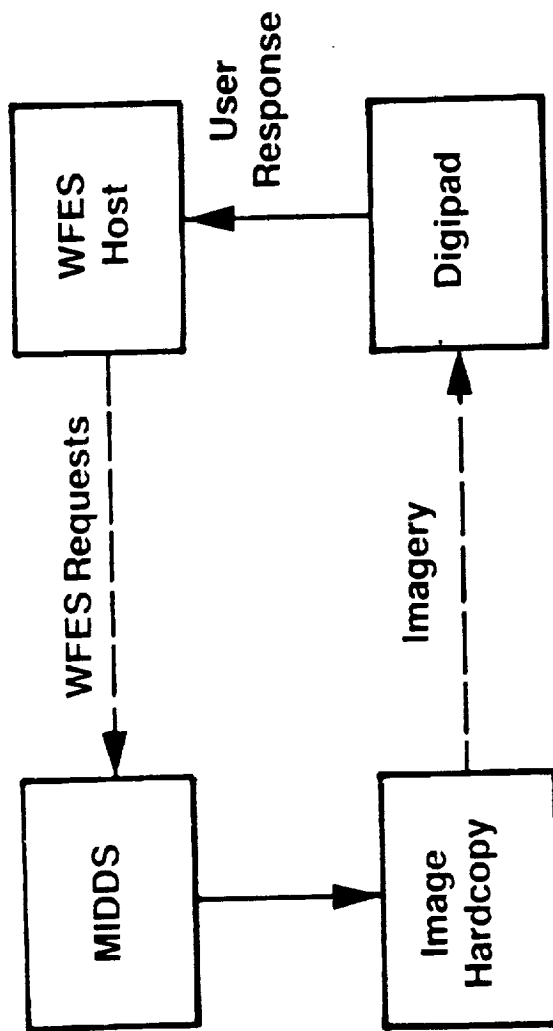 MIDDS
WFES Requests
WFES
Host
User
Response
Image
Hardcopy
Imagery
Digipad